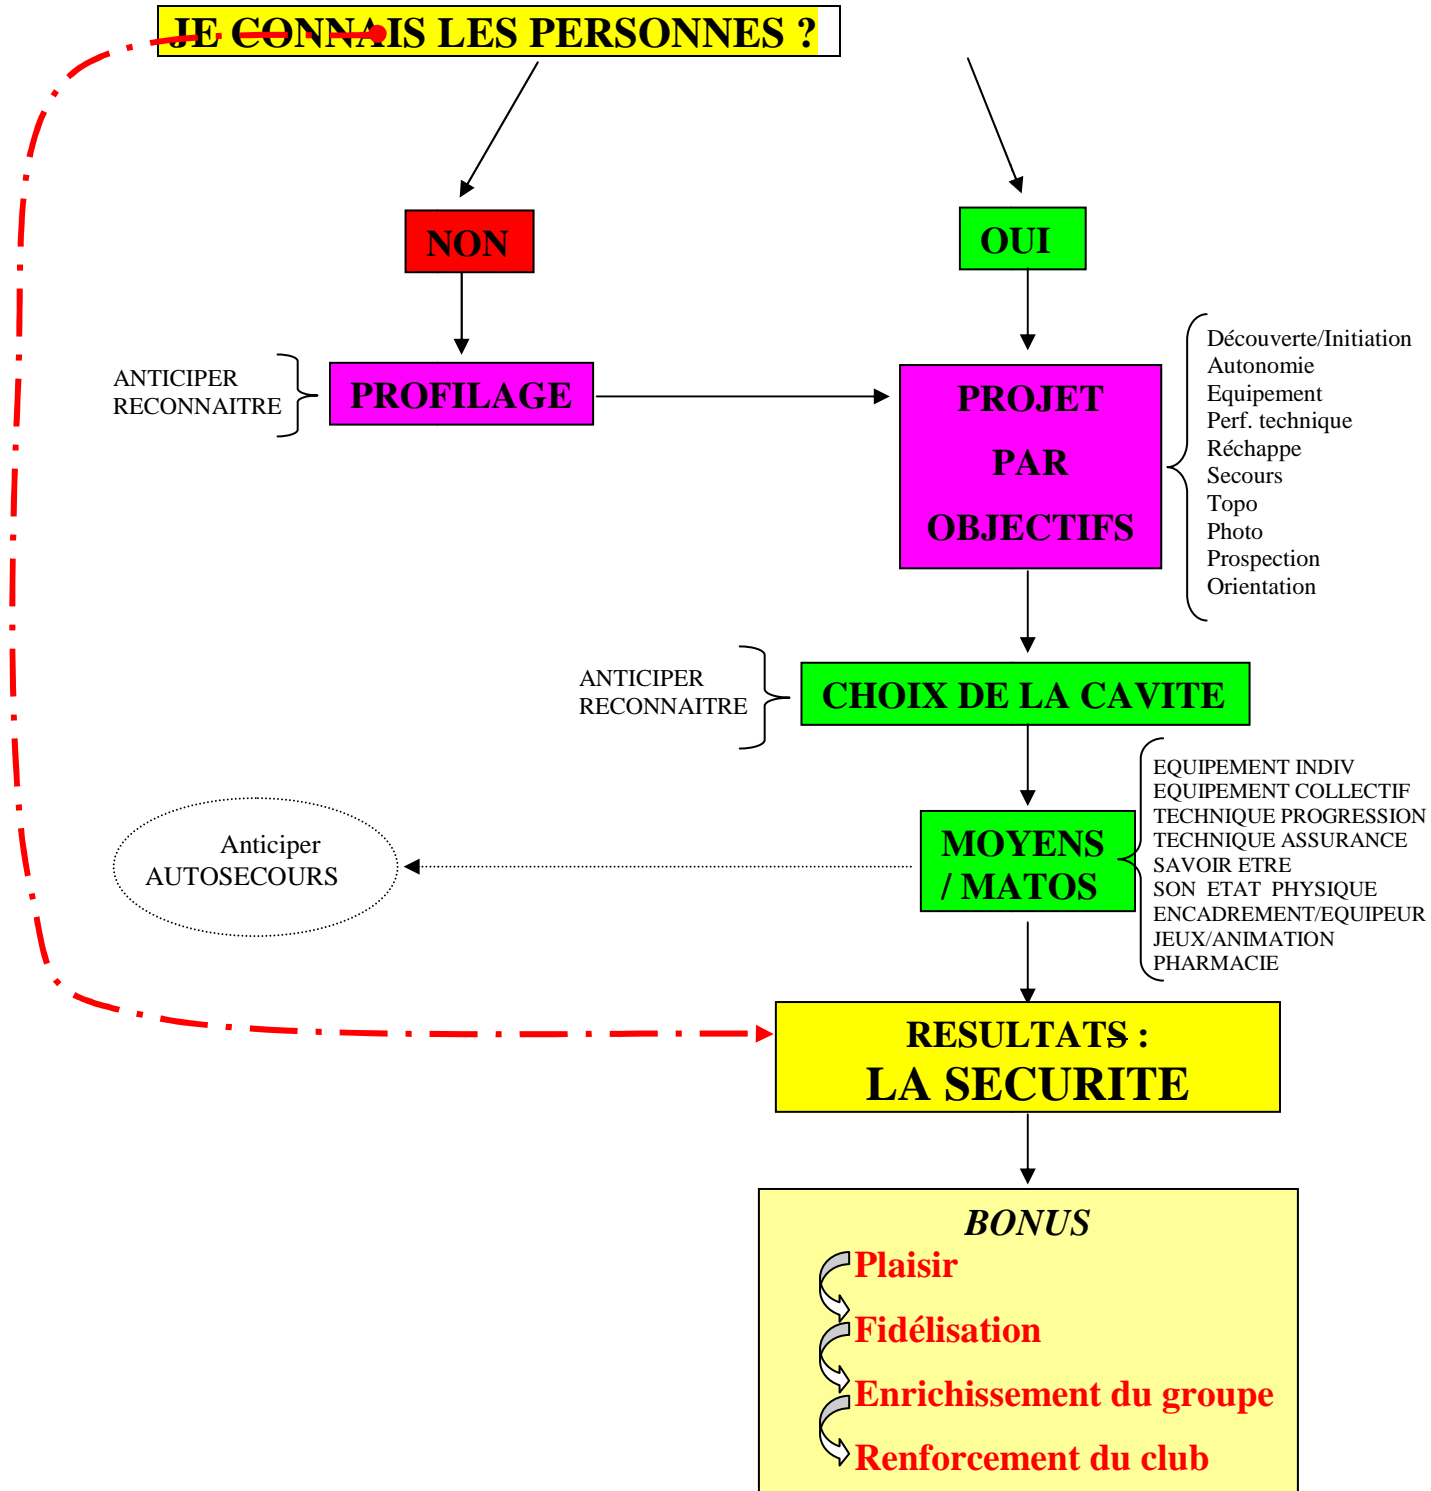 JE CONNAIS LES PERSONNES ?
NON
OUI
ANTICIPER
RECONNAITRE
PROFILAGE
PROJET
PAR
OBJECTIFS
Découverte/Initiation
Autonomie
Equipement
Perf. technique
Réchappe
Secours
Topo
Photo
Prospection
Orientation
ANTICIPER
RECONNAITRE
CHOIX DE LA CAVITE
Anticiper
AUTOSECOURS
MOYENS
/ MATOS
EQUIPEMENT INDIV
EQUIPEMENT COLLECTIF
TECHNIQUE PROGRESSION
TECHNIQUE ASSURANCE
SAVOIR ETRE
SON ETAT PHYSIQUE
ENCADREMENT/EQUIPEUR
JEUX/ANIMATION
PHARMACIE
RESULTATS :
LA SECURITE
BONUS
Plaisir
Fidélisation
Enrichissement du groupe
Renforcement du club